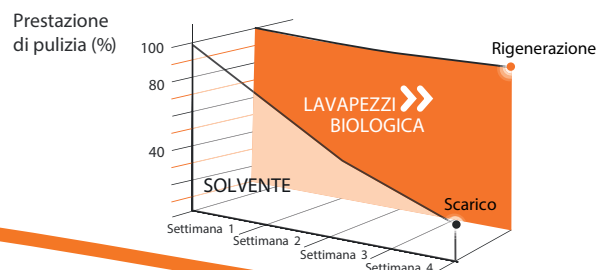 Prestazione
di pulizia (%)
100
80
40
Rigenerazione
LAVAPEZZI
BIOLOGICA
SOLVENTE
Scarico
Settimana 1
Settimana 2
Settimana 3
Settimana 4